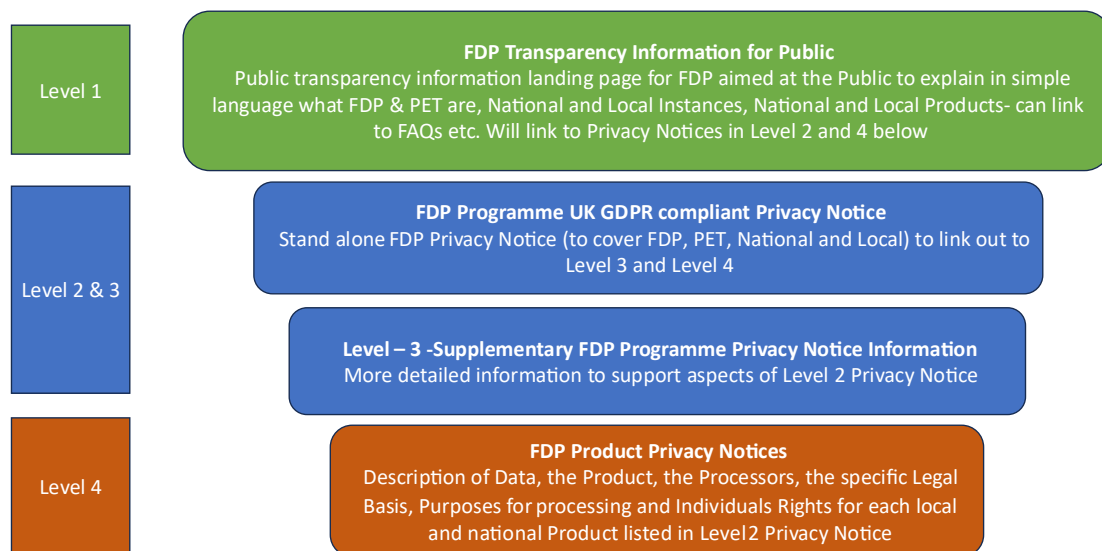 Level 1
FDP Transparency Information for Public
Public transparency information landing page for FDP aimed at the Public to explain in simple
language what FDP & PET are, National and Local Instances, National and Local Products- can link
to FAQs etc. Will link to Privacy Notices in Level 2 and 4 below
Level 2 & 3
FDP Programme UK GDPR compliant Privacy Notice
Stand alone FDP Privacy Notice (to cover FDP, PET, National and Local) to link out to
Level 3 and Level 4
Level – 3 -Supplementary FDP Programme Privacy Notice Information
More detailed information to support aspects of Level 2 Privacy Notice
Level 4
FDP Product Privacy Notices
Description of Data, the Product, the Processors, the specific Legal
Basis, Purposes for processing and Individuals Rights for each local
and national Product listed in Level 2 Privacy Notice